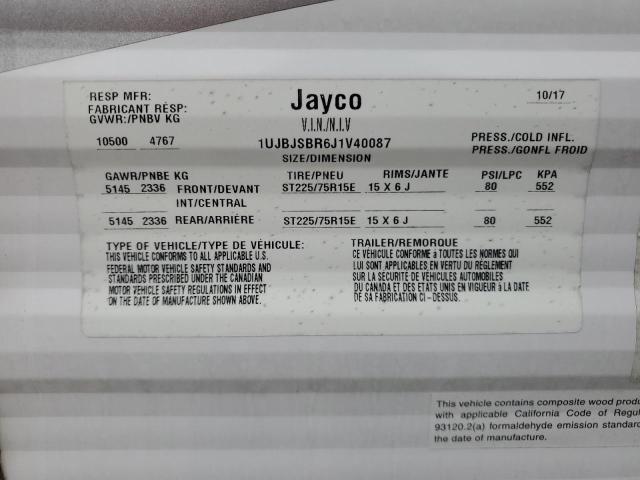 RESP MFR:
FABRICANT RESP:
GVWR:/PNBV KG
Jayco
10/17
V.I.N./N.I.V
10500 4767
1UJBJSBR6J1V40087
PRESS./COLD INFL.
SIZE/DIMENSION
PRESS./GONFL FROID
GAWR/PNBE KG TIRE/PNEU RIMS/JANTE PSI/LPC KPA
5145 2336 FRONT/DEVANT ST225/75R15E 15 X 6 J 80 552
INT/CENTRAL
5145 2336 REAR/ARRIÈRE ST225/75R15E 15 X 6 J 80 552
TYPE OF VEHICLE/TYPE DE VÉHICULE: TRAILER/REMORQUE
THIS VEHICLE CONFORMS TO ALL APPLICABLE U.S.
FEDERAL MOTOR VEHICLE SAFETY STANDARDS AND
STANDARDS PRESCRIBED UNDER THE CANADIAN
MOTOR VEHICLE SAFETY REGULATIONS IN EFFECT
ON THE DATE OF MANUFACTURE SHOWN ABOVE.
CE VÉHICULE CONFORME à TOUTES LES NORMES QUI
LUI SONT APPLICABLES EN VERTU DU RÉGLEMENT
SUR LA SÉCURITÉ DE VÉHICULES AUTOMOBILES
DU CANADA ET DES ETATS UNIS EN VIGUEUR à LA DATE
DE SA FABRICATION CI-DESSUS.
This vehicle contains composite wood produ
with applicable California Code of Regul
93120.2(a) formaldehyde emission standard
the date of manufacture.